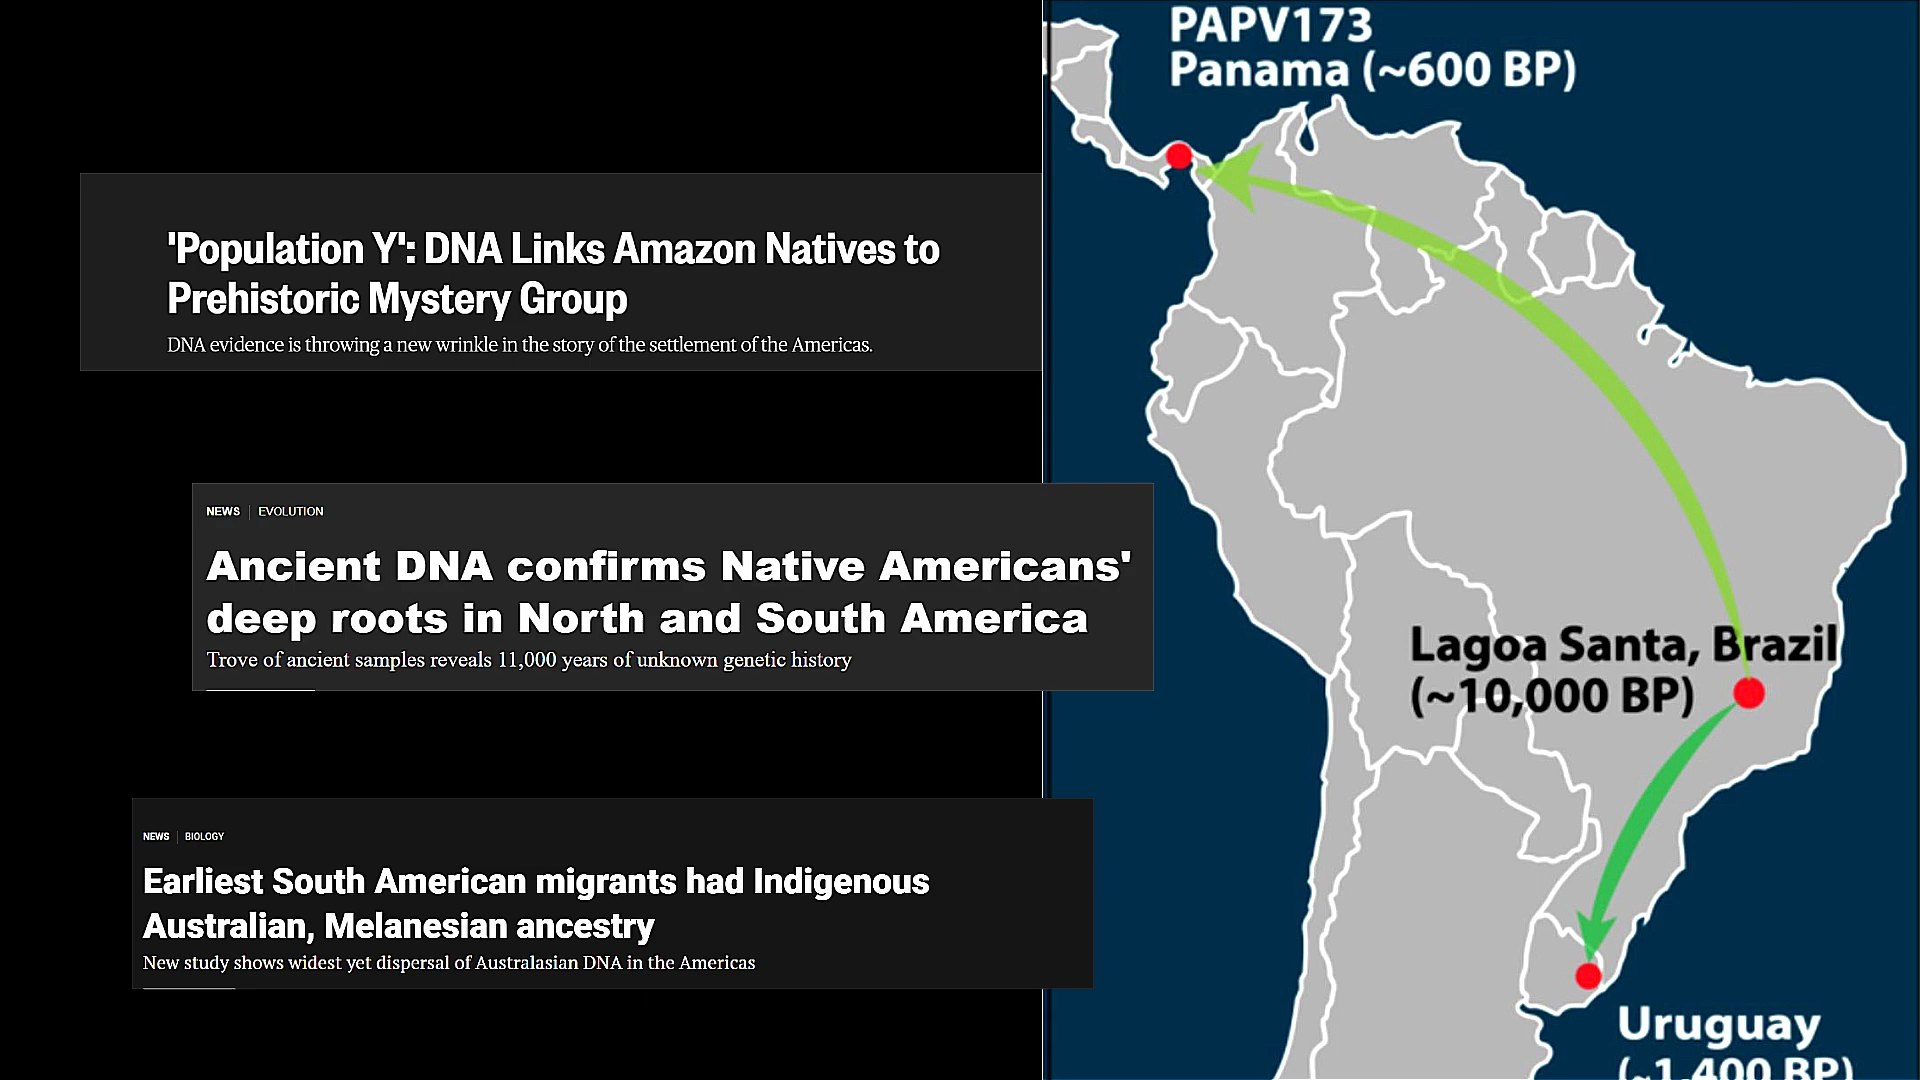 'Population Y': DNA Links Amazon Natives to
Prehistoric Mystery Group
DNA evidence is throwing a new wrinkle in the story of the settlement of the Americas.
NEWS | EVOLUTION
Ancient DNA confirms Native Americans'
deep roots in North and South America
Trove of ancient samples reveals 11,000 years of unknown genetic history
NEWS | BIOLOGY
Earliest South American migrants had Indigenous
Australian, Melanesian ancestry
New study shows widest yet dispersal of Australasian DNA in the Americas
PAPV173
Panama (~600 BP)
Lagoa Santa, Brazil
(~10,000 BP)
Uruguay
(~1,400 BP)